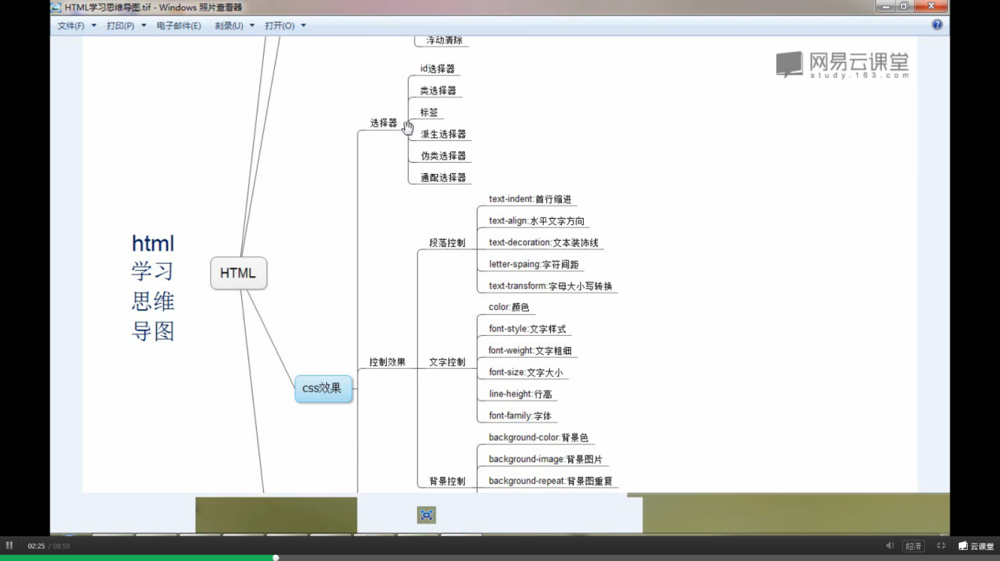 HTML学习思维导图.tif - Windows 照片查看器
文件(F) 打印(P) 电子邮件(E) 刻录(U) 打开(O)
浮动清除
网易云课堂
study.163.com
id选择器
类选择器
标签
选择器
派生选择器
伪类选择器
通配选择器
text-indent:首行缩进
text-align:水平文字方向
段落控制
text-decoration:文本装饰线
letter-spaing:字符间距
text-transform:字母大小写转换
html
学习
思维
导图
HTML
color:颜色
font-style:文字样式
font-weight:文字粗细
控制效果
文字控制
font-size:文字大小
css效果
line-height:行高
font-family:字体
background-color:背景色
background-image:背景图片
背景控制
background-repeat:背景图重复
02:25 / 08:50
超清
云课堂